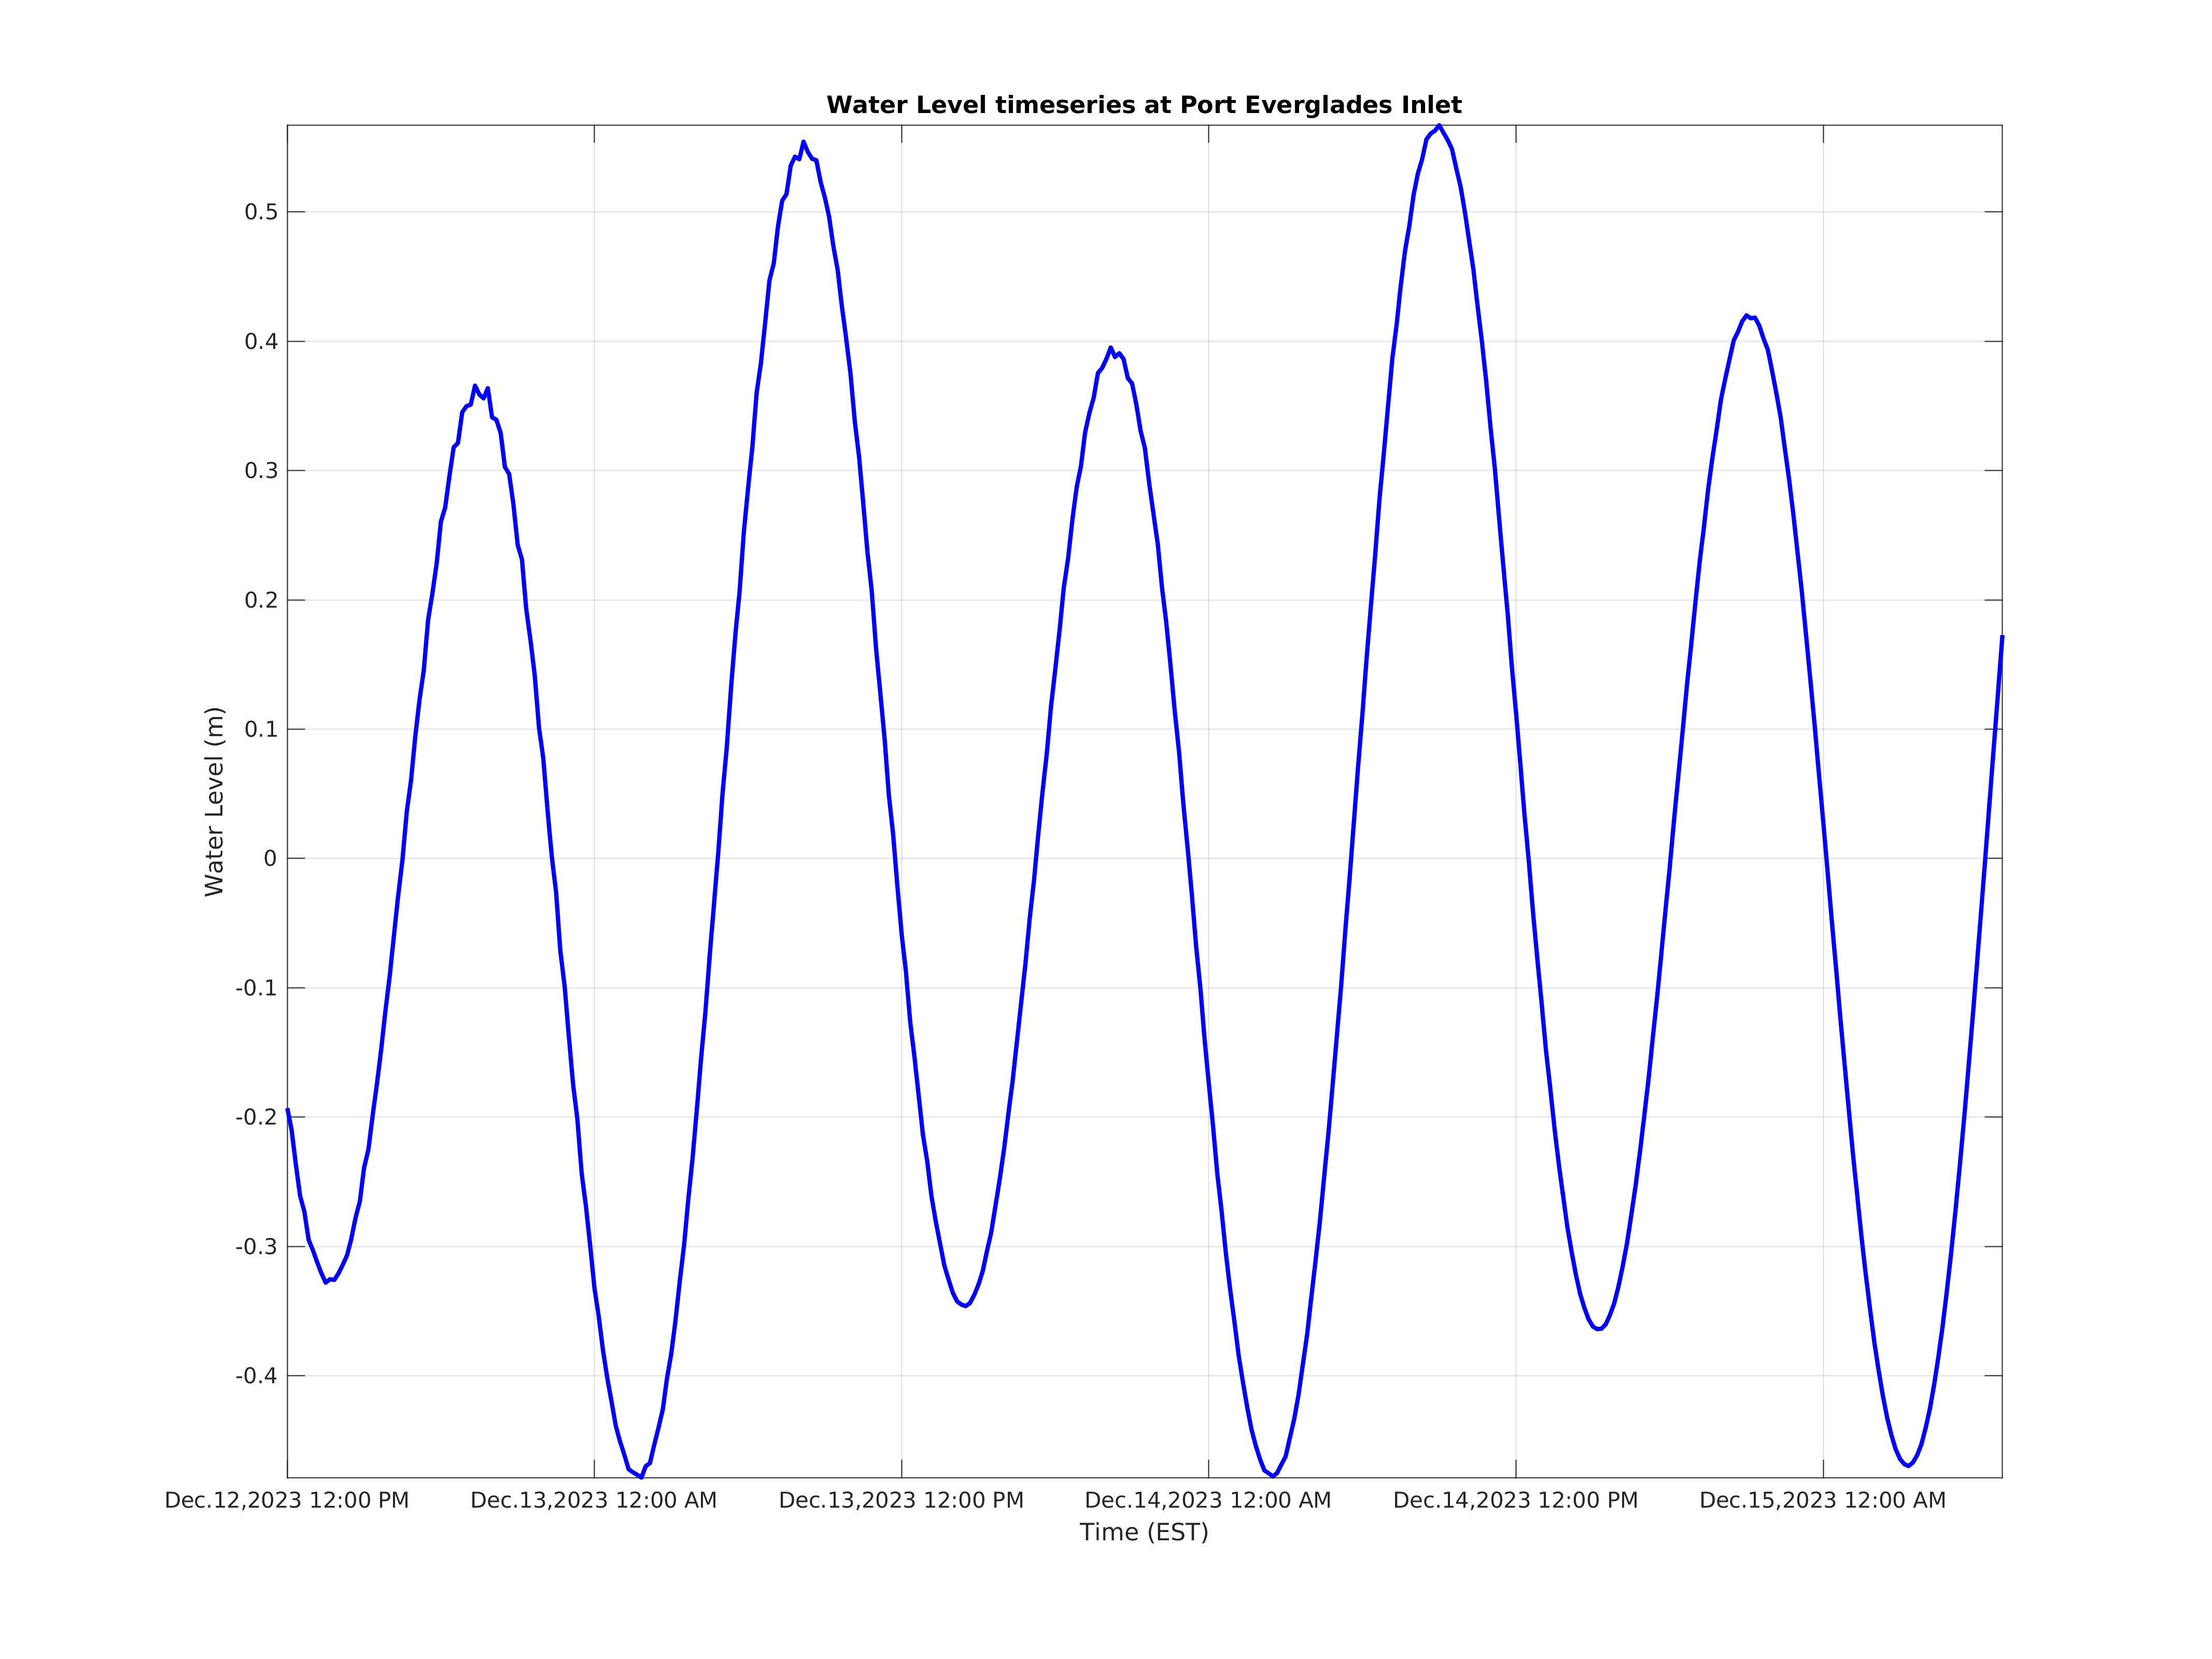 Water Level timeseries at Port Everglades Inlet
0.5
0.4
0.3
0.2
0.1
0
-0.1
-0.2
-0.3
-0.4
Water Level (m)
Dec.12,2023 12:00 PM
Dec.13,2023 12:00 AM
Dec.13,2023 12:00 PM
Dec.14,2023 12:00 AM
Dec.14,2023 12:00 PM
Dec.15,2023 12:00 AM
Time (EST)